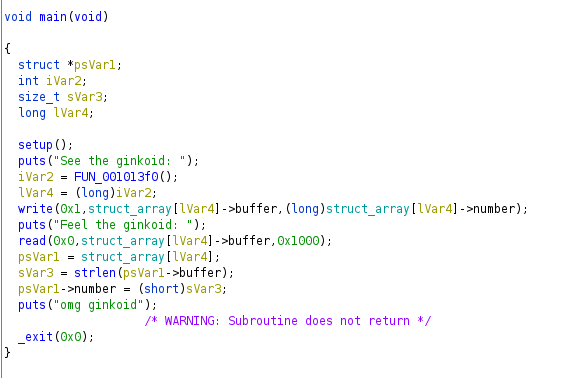 void main(void)
{
struct *psVar1;
int iVar2;
size_t sVar3;
long lVar4;
setup();
puts("See the ginkoid: ");
iVar2 = FUN_001013f0();
lVar4 = (long)iVar2;
write(0x1,struct_array[lVar4]->buffer,(long)struct_array[lVar4]->number);
puts("Feel the ginkoid: ");
read(0x0,struct_array[lVar4]->buffer,0x1000);
psVar1 = struct_array[lVar4];
sVar3 = strlen(psVar1->buffer);
psVar1->number = (short)sVar3;
puts("omg ginkoid");
/* WARNING: Subroutine does not return */
_exit(0x0);
}